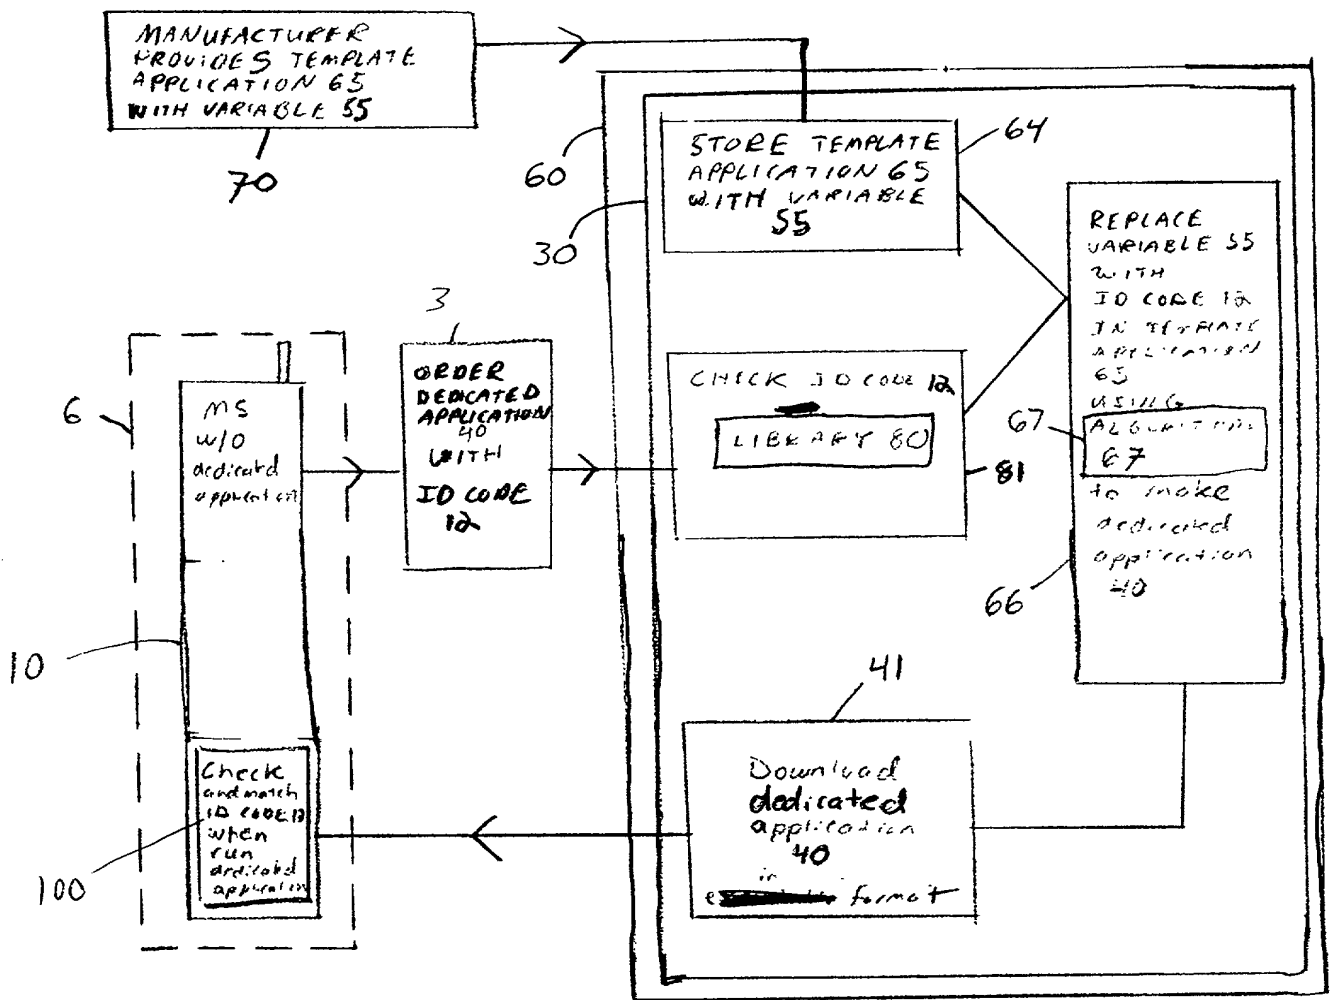 MANUFACTURER
PROVIDES TEMPLATE
APPLICATION 65
WITH VARIABLE 55
70
60
30
STORE TEMPLATE
APPLICATION 65
WITH VARIABLE
55
64
REPLACE
VARIABLE 55
WITH
ID CODE 12
IN TEMPLATE
APPLICATION
65
USING
ALGORITHM
67
to make
dedicated
application
40
67
66
3
ORDER
DEDICATED
APPLICATION
40
WITH
ID CODE
12
CHECK ID CODE 12
LIBRARY 80
81
6
MS
w/o
dedicated
application
10
Check
and match
ID CODE 12
when
run
dedicated
application
100
41
Download
dedicated
application
40
in
format